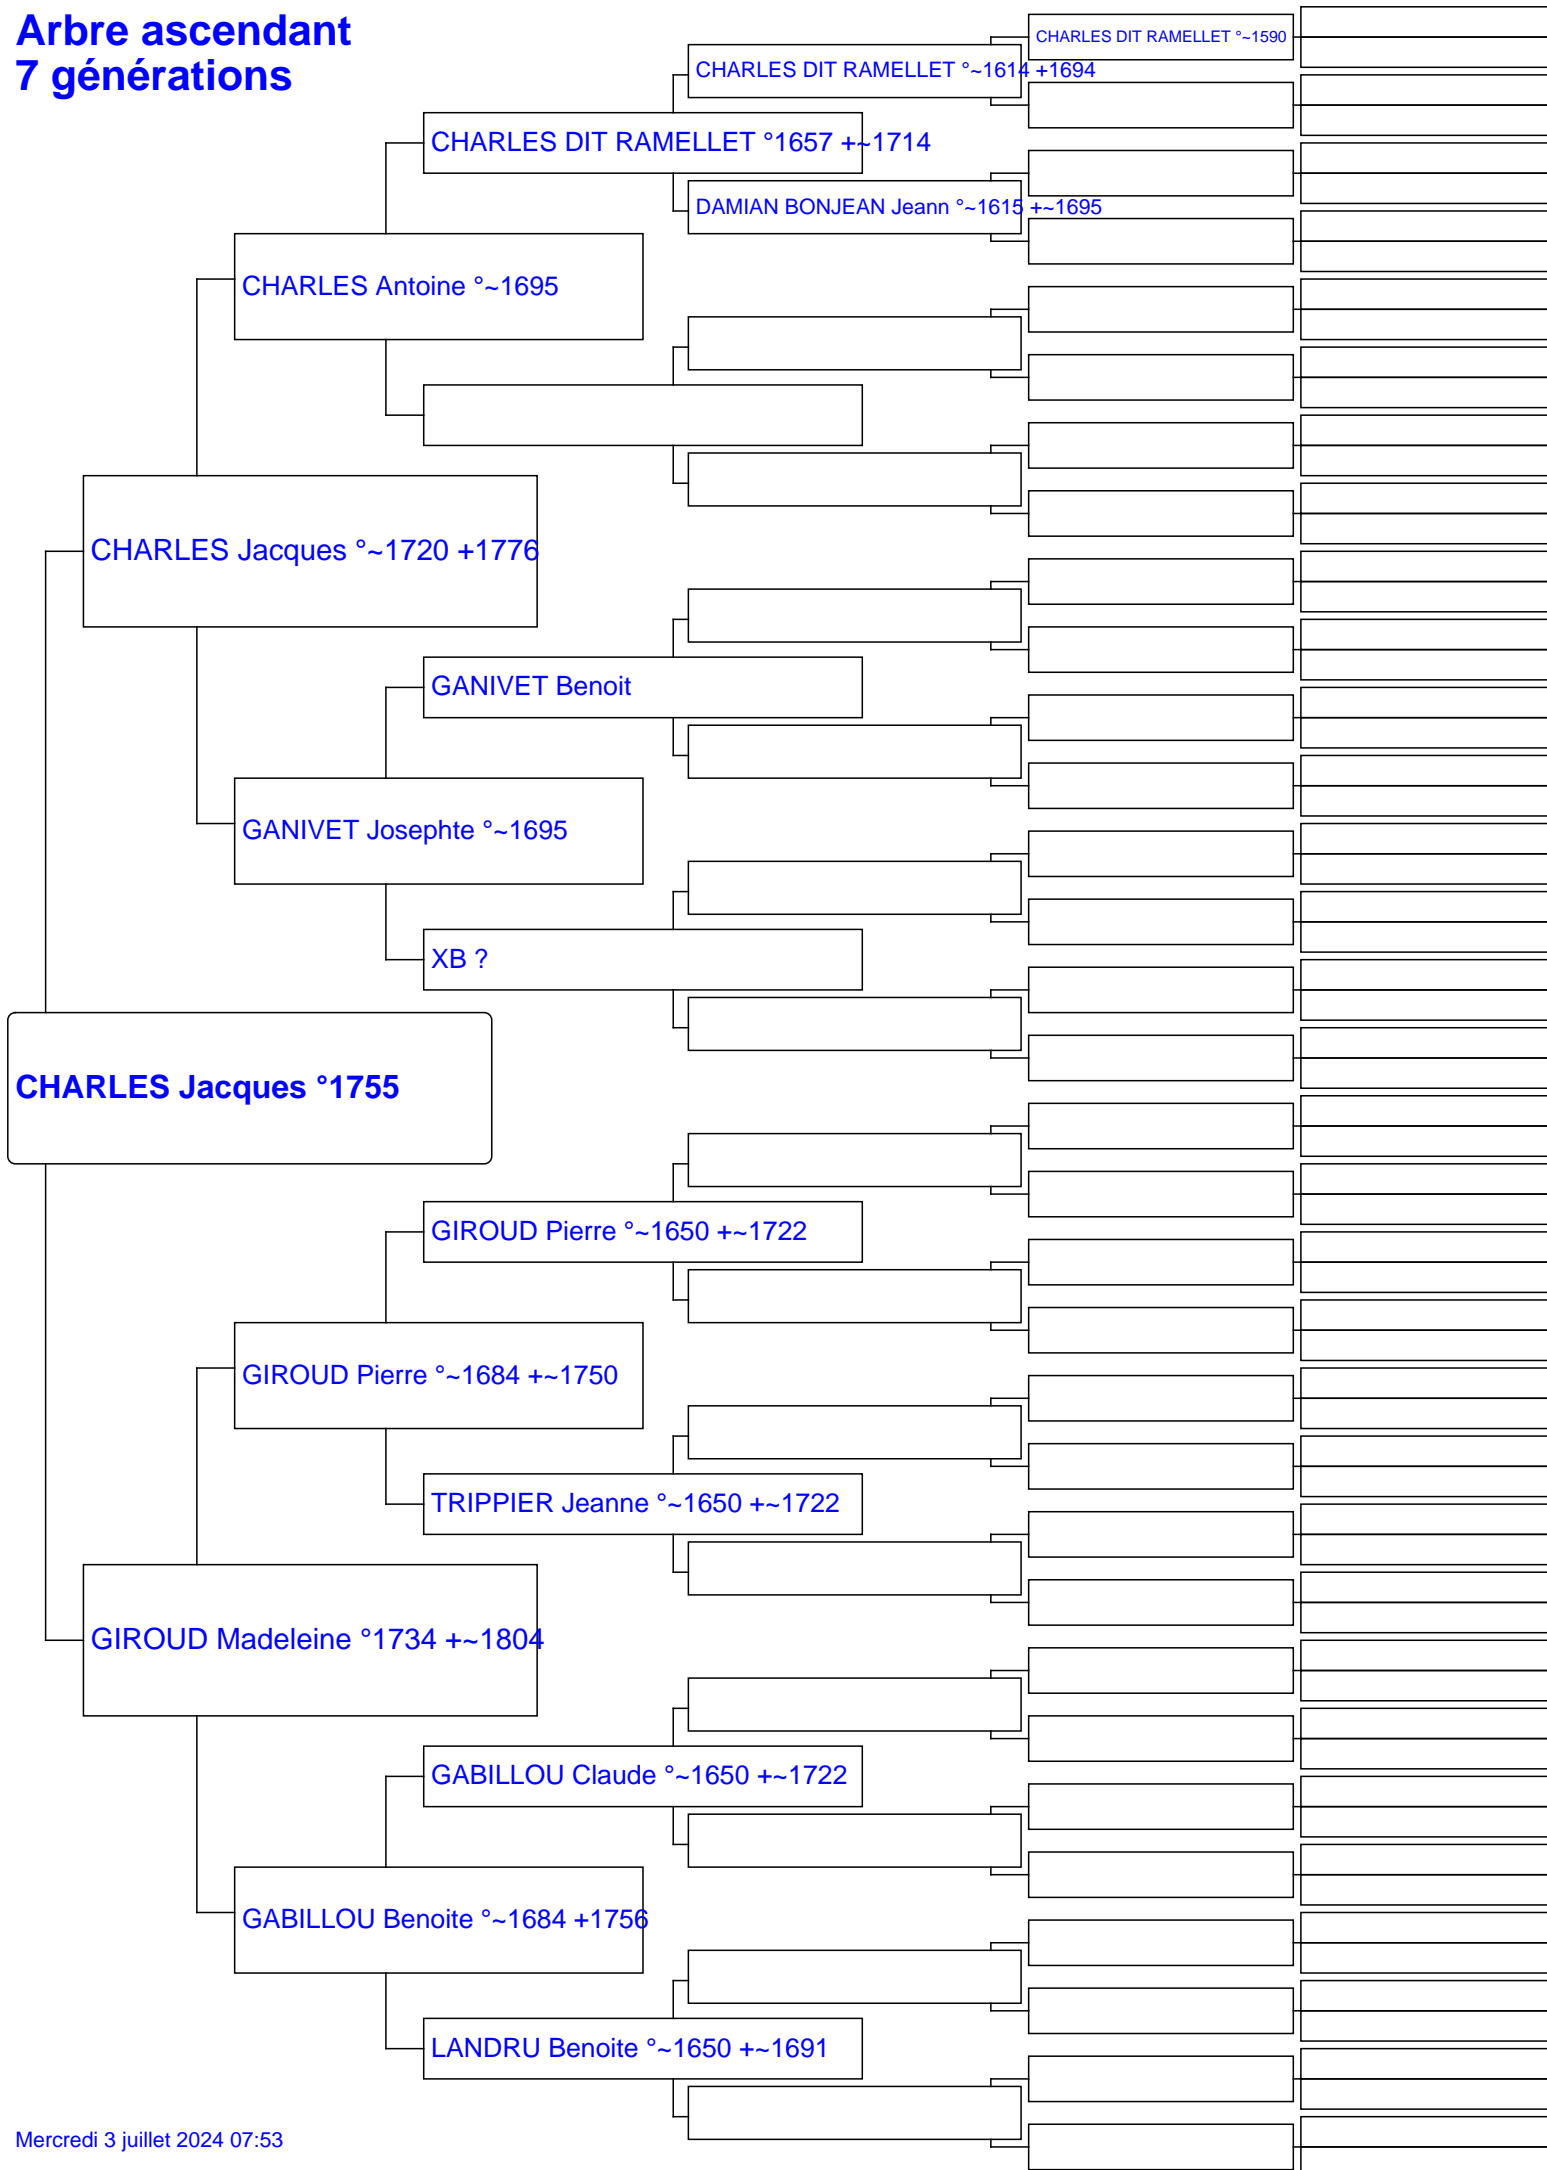 Arbre ascendant
7 générations
CHARLES DIT RAMELLET °~1590
CHARLES DIT RAMELLET °~1614 +1694
CHARLES DIT RAMELLET °1657 +~1714
DAMIAN BONJEAN Jeann °~1615 +~1695
CHARLES Antoine °~1695
CHARLES Jacques °~1720 +1776
GANIVET Benoit
GANIVET Josephte °~1695
XB ?
CHARLES Jacques °1755
GIROUD Pierre °~1650 +~1722
GIROUD Pierre °~1684 +~1750
TRIPPIER Jeanne °~1650 +~1722
GIROUD Madeleine °1734 +~1804
GABILLOU Claude °~1650 +~1722
GABILLOU Benoite °~1684 +1756
LANDRU Benoite °~1650 +~1691
Mercredi 3 juillet 2024 07:53